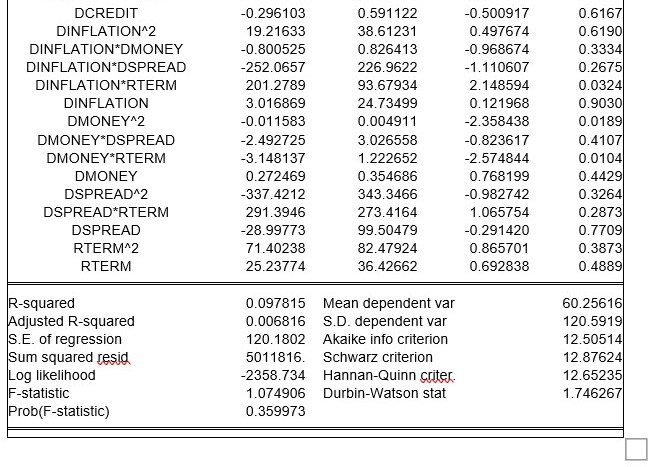 DCREDIT -0.296103 0.591122 -0.500917 0.6167
DINFLATION^2 19.21633 38.61231 0.497674 0.6190
DINFLATION*DMONEY -0.800525 0.826413 -0.968674 0.3334
DINFLATION*DSPREAD -252.0657 226.9622 -1.110607 0.2675
DINFLATION*RTERM 201.2789 93.67934 2.148594 0.0324
DINFLATION 3.016869 24.73499 0.121968 0.9030
DMONEY^2 -0.011583 0.004911 -2.358438 0.0189
DMONEY*DSPREAD -2.492725 3.026558 -0.823617 0.4107
DMONEY*RTERM -3.148137 1.222652 -2.574844 0.0104
DMONEY 0.272469 0.354686 0.768199 0.4429
DSPREAD^2 -337.4212 343.3466 -0.982742 0.3264
DSPREAD*RTERM 291.3946 273.4164 1.065754 0.2873
DSPREAD -28.99773 99.50479 -0.291420 0.7709
RTERM^2 71.40238 82.47924 0.865701 0.3873
RTERM 25.23774 36.42662 0.692838 0.4889
R-squared 0.097815 Mean dependent var 60.25616
Adjusted R-squared 0.006816 S.D. dependent var 120.5919
S.E. of regression 120.1802 Akaike info criterion 12.50514
Sum squared resid 5011816. Schwarz criterion 12.87624
Log likelihood -2358.734 Hannan-Quinn criter. 12.65235
F-statistic 1.074906 Durbin-Watson stat 1.746267
Prob(F-statistic) 0.359973